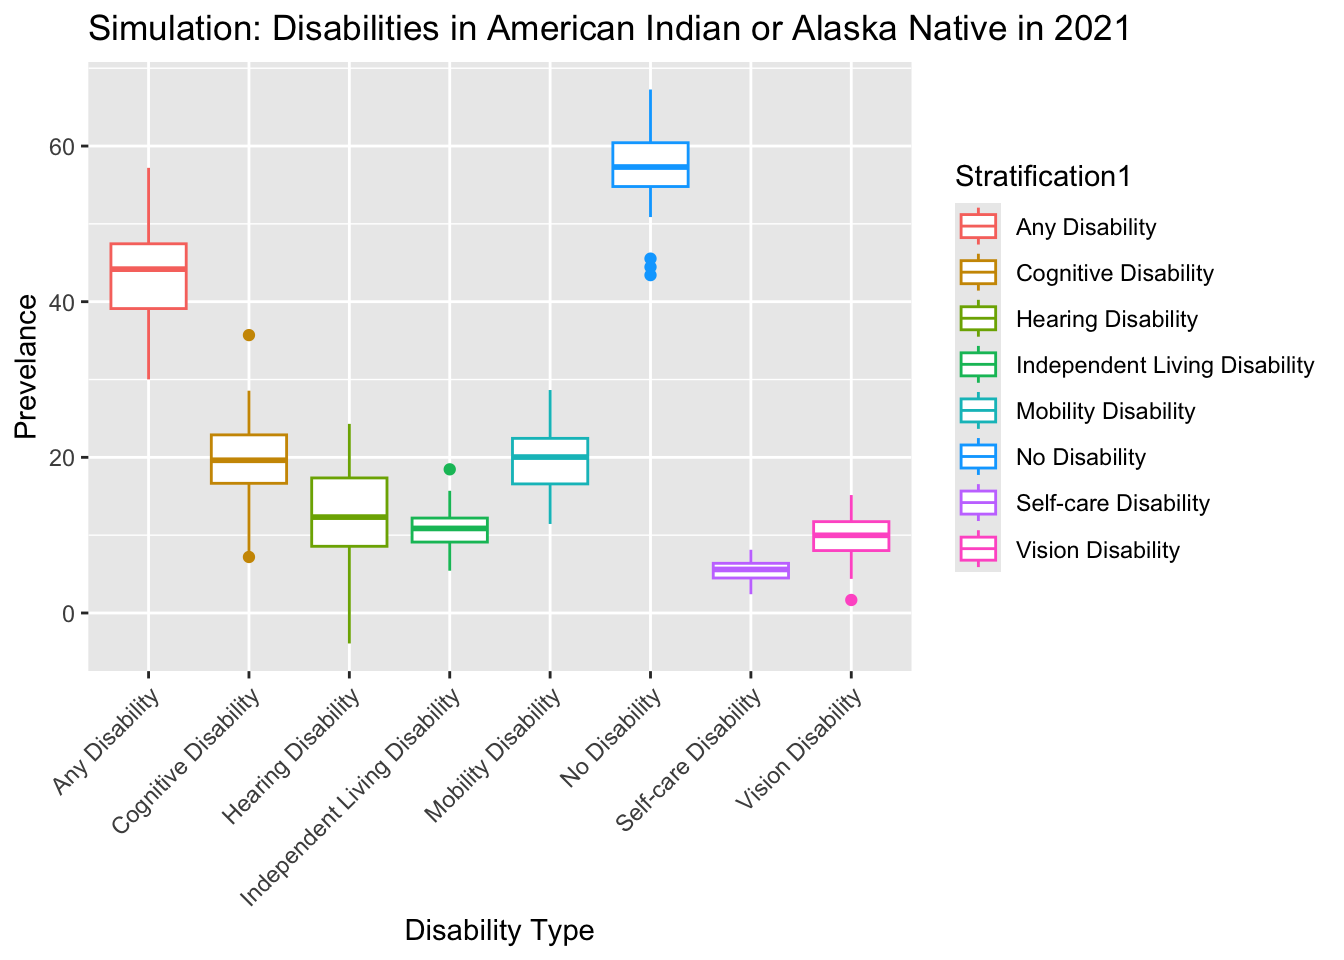 Simulation: Disabilities in American Indian or Alaska Native in 2021
Prevelance
60
40
20
0
Any Disability
Cognitive Disability
Hearing Disability
Independent Living Disability
Mobility Disability
No Disability
Self-care Disability
Vision Disability
Disability Type
Stratification1
Any Disability
Cognitive Disability
Hearing Disability
Independent Living Disability
Mobility Disability
No Disability
Self-care Disability
Vision Disability